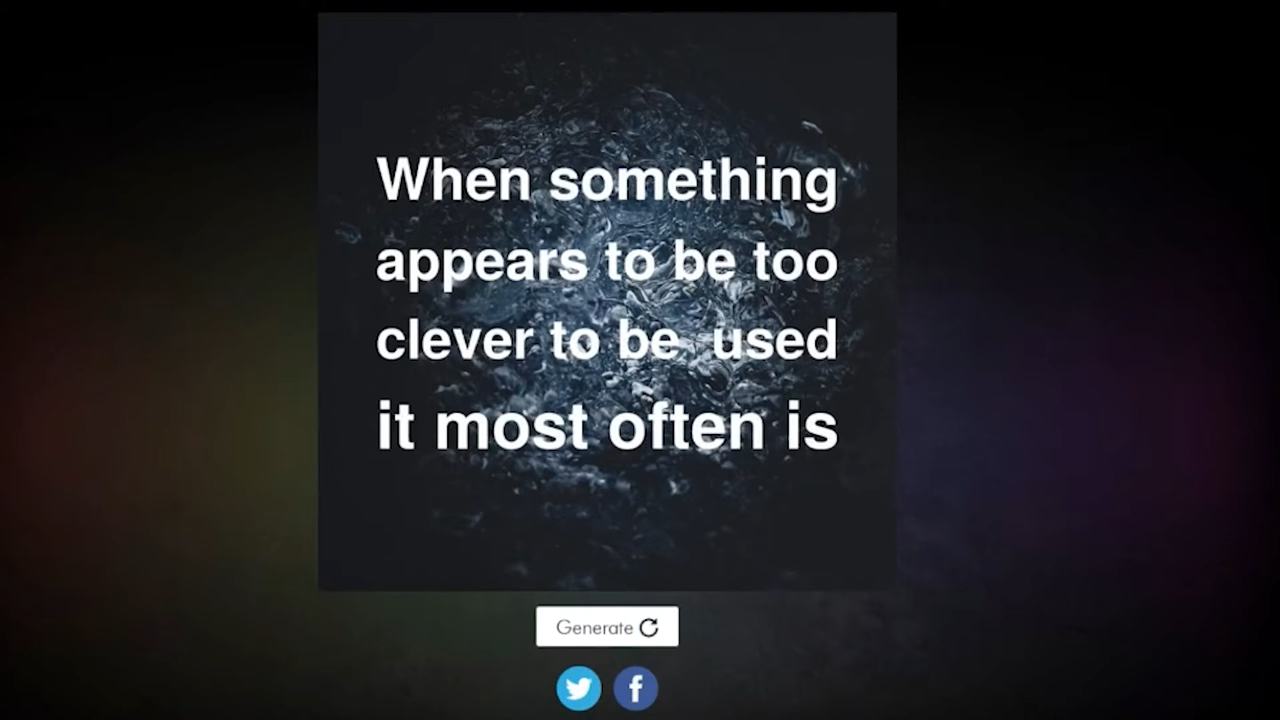 When something
appears to be too
clever to be  used
it most often is
Generate